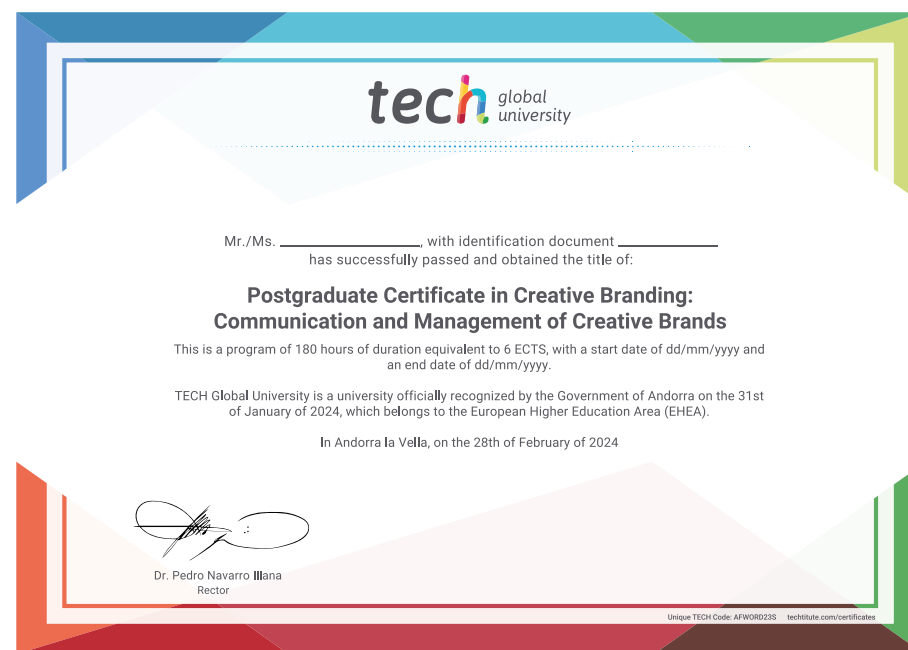 tech global
university
Mr./Ms. ____________, with identification document ____________
has successfully passed and obtained the title of:
Postgraduate Certificate in Creative Branding:
Communication and Management of Creative Brands
This is a program of 180 hours of duration equivalent to 6 ECTS, with a start date of dd/mm/yyyy and
an end date of dd/mm/yyyy.
TECH Global University is a university officially recognized by the Government of Andorra on the 31st
of January of 2024, which belongs to the European Higher Education Area (EHEA).
In Andorra la Vella, on the 28th of February of 2024
Dr. Pedro Navarro Illana
Rector
Unique TECH Code: AFWORD23S techtitute.com/certificates